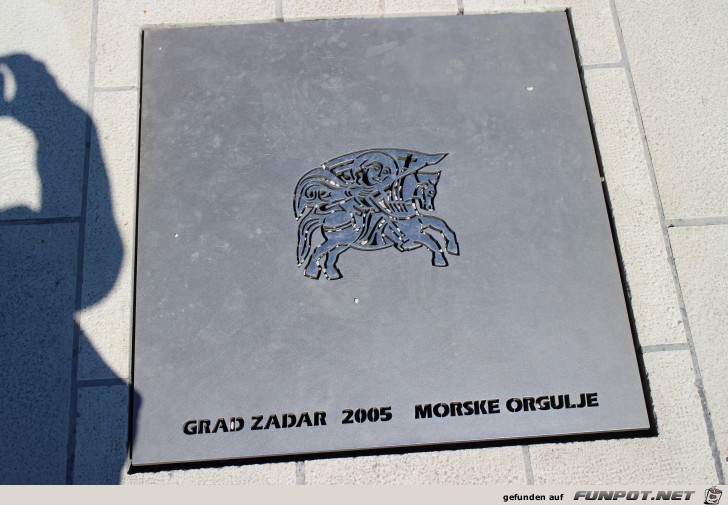 GRAD ZADAR 2005 MORSKE ORGULJE
gefunden auf FUNPOT.NET